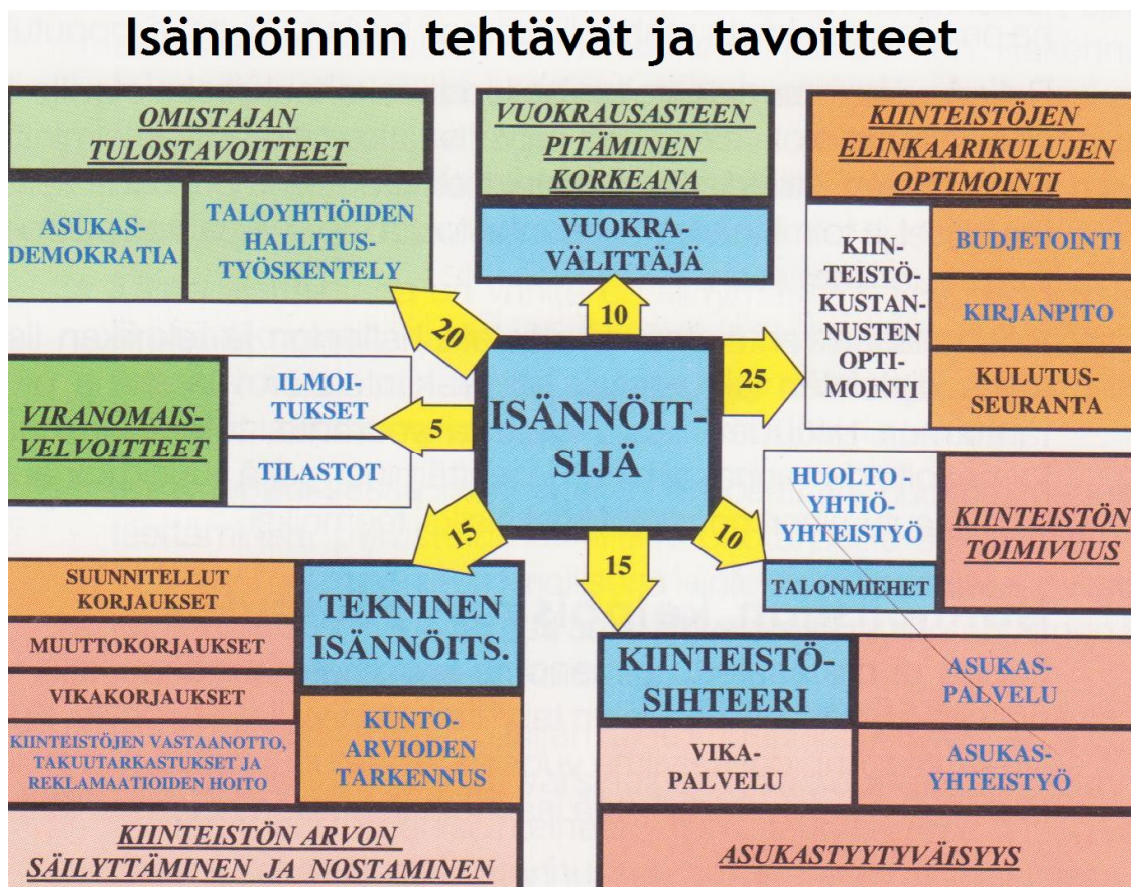 Isännöinnin tehtävät ja tavoitteet
OMISTAJAN
TULOSTAVOITTEET
ASUKAS-
DEMOKRATIA
TALOYHTIÖIDEN
HALLITUS-
TYÖSKENTELY
VUOKRAUSASTEEN
PITÄMINEN
KORKEANA
VUOKRA-
VÄLITTÄJÄ
KIINTEISTÖJEN
ELINKAARIKULUJEN
OPTIMOINTI
KIIN-
TEISTÖ-
KUSTAN-
NUSTEN
OPTI-
MOINTI
BUDJETOINTI
KIRJANPITO
KULUTUS-
SEURANTA
20
10
25
VIRANOMAIS-
VELVOITTEET
ILMOI-
TUKSET
TILASTOT
5
ISÄNNÖIT-
SIJÄ
HUOLTO -
YHTIÖ-
YHTEISTYÖ
TALONMIEHET
KIINTEISTÖN
TOIMIVUUS
15
15
10
SUUNNITELLUT
KORJAUKSET
MUUTTOKORJAUKSET
VIKAKORJAUKSET
KIINTEISTÖJEN VASTAANOTTO,
TAKUUTARKASTUKSET JA
REKLAMAATIOIDEN HOITO
TEKNINEN
ISÄNNÖITS.
KUNTO-
ARVIODEN
TARKENNUS
KIINTEISTÖN ARVON
SÄILYTTÄMINEN JA NOSTAMINEN
KIINTEISTÖ-
SIHTEERI
VIKA-
PALVELU
ASUKAS-
PALVELU
ASUKAS-
YHTEISTYÖ
ASUKASTYYTYVÄISYYS